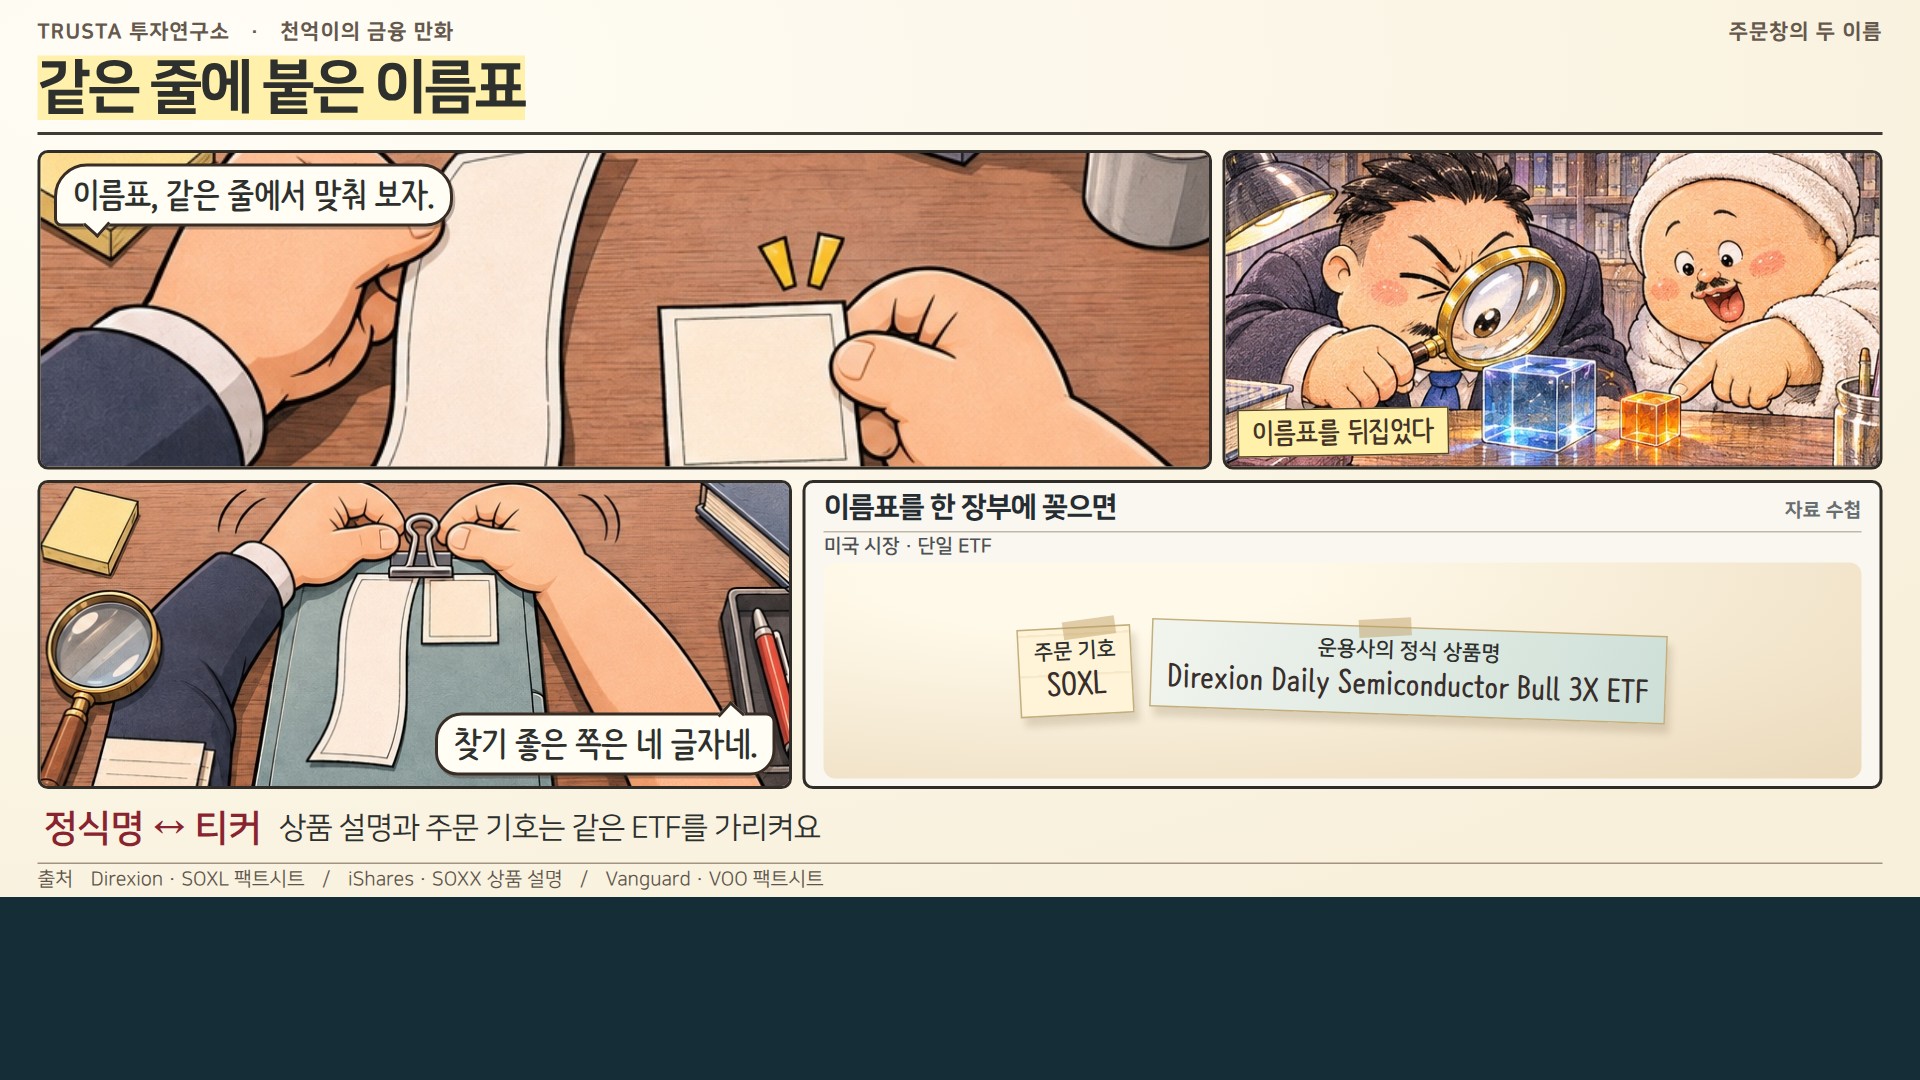 TRUSTA 투자연구소 · 천억이의 금융 만화
주문창의 두 이름
같은 줄에 붙은 이름표
이름표, 같은 줄에서 맞춰 보자.
이름표를 뒤집었다
찾기 좋은 쪽은 네 글자네.
이름표를 한 장부에 꽂으면
자료 수첩
미국 시장 · 단일 ETF
주문 기호
SOXL
운용사의 정식 상품명
Direxion Daily Semiconductor Bull 3X ETF
정식명 ↔ 티커 상품 설명과 주문 기호는 같은 ETF를 가리켜요
출처 Direxion · SOXL 팩트시트 / iShares · SOXX 상품 설명 / Vanguard · VOO 팩트시트